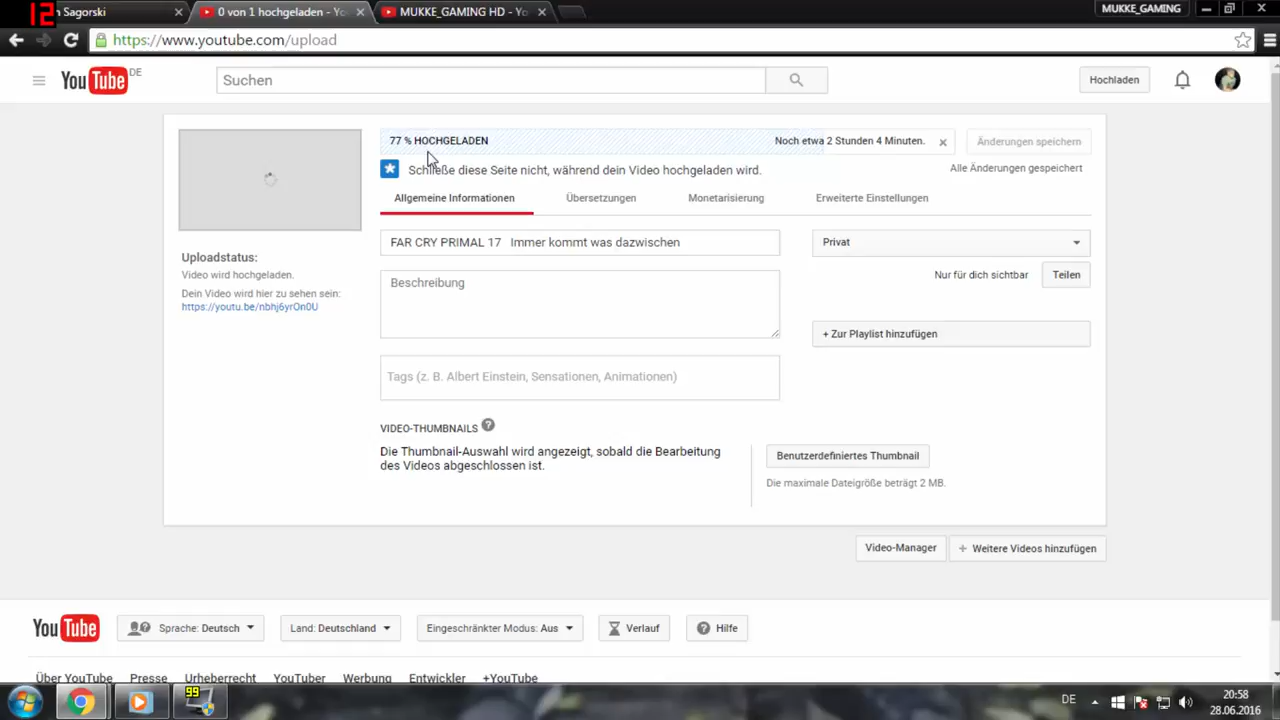 12
n Sagorski
0 von 1 hochgeladen - Yo
MUKKE_GAMING HD - Yo
MUKKE_GAMING
https://www.youtube.com/upload
YouTube DE
Suchen
Hochladen
77 % HOCHGELADEN
Noch etwa 2 Stunden 4 Minuten.
Änderungen speichern
Schließe diese Seite nicht, während dein Video hochgeladen wird.
Alle Änderungen gespeichert
Allgemeine Informationen
Übersetzungen
Monetarisierung
Erweiterte Einstellungen
FAR CRY PRIMAL 17 Immer kommt was dazwischen
Privat
Uploadstatus:
Video wird hochgeladen.
Dein Video wird hier zu sehen sein:
https://youtu.be/nbhj6yrOn0U
Beschreibung
Nur für dich sichtbar
Teilen
+ Zur Playlist hinzufügen
Tags (z. B. Albert Einstein, Sensationen, Animationen)
VIDEO-THUMBNAILS ?
Die Thumbnail-Auswahl wird angezeigt, sobald die Bearbeitung
des Videos abgeschlossen ist.
Benutzerdefiniertes Thumbnail
Die maximale Dateigröße beträgt 2 MB.
Video-Manager
+ Weitere Videos hinzufügen
YouTube
Sprache: Deutsch
Land: Deutschland
Eingeschränkter Modus: Aus
Verlauf
? Hilfe
Über YouTube
Presse
Urheberrecht
YouTuber
Werbung
Entwickler
+YouTube
99
DE
20:58
28.06.2016